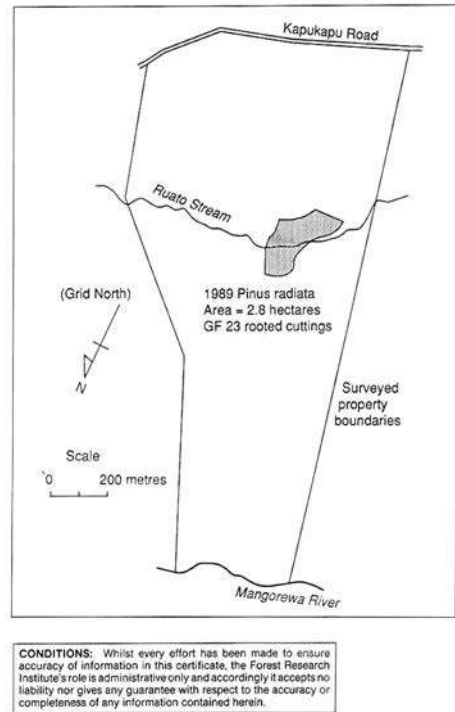 Kapukapu Road
Ruato Stream
(Grid North)
N
1989 Pinus radiata
Area = 2.8 hectares
GF 23 rooted cuttings
Surveyed
property
boundaries
Scale
0 200 metres
Mangorewa River
CONDITIONS: Whilst every effort has been made to ensure
accuracy of information in this certificate, the Forest Research
Institute's role is administrative only and accordingly it accepts no
liability nor gives any guarantee with respect to the accuracy or
completeness of any information contained herein.